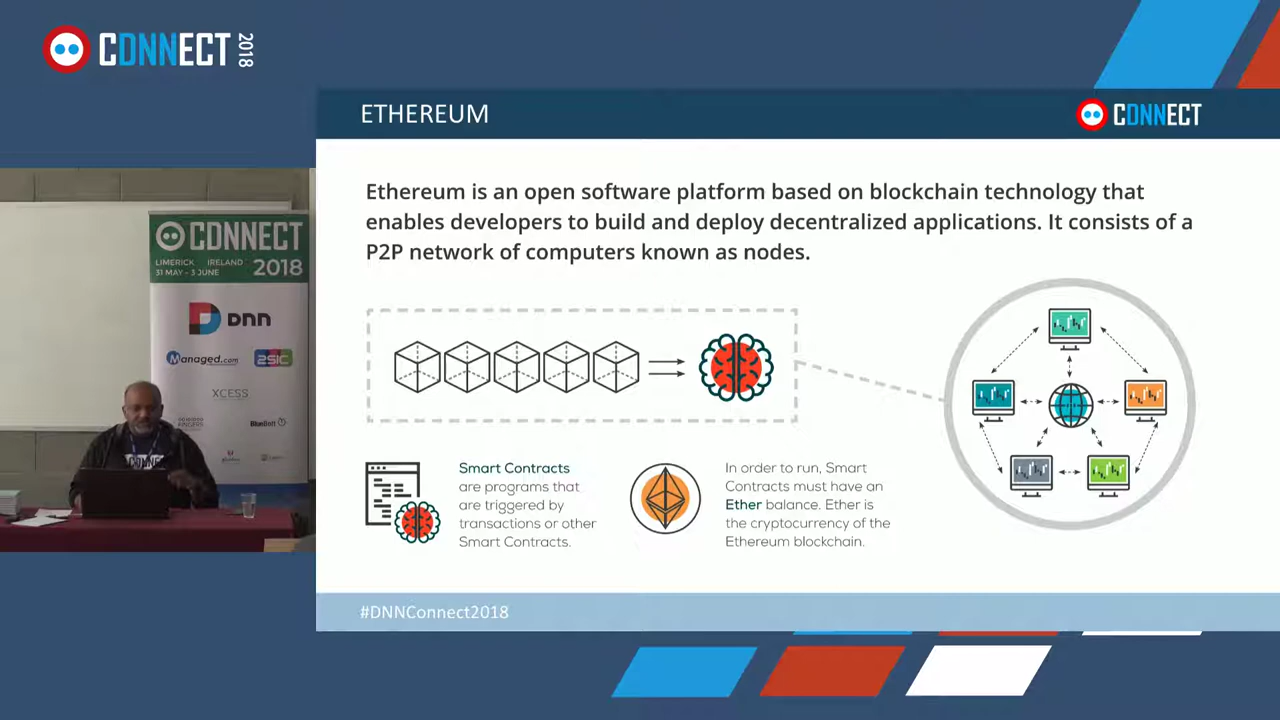 CDNNECT 2018
ETHEREUM
CDNNECT
Ethereum is an open software platform based on blockchain technology that
enables developers to build and deploy decentralized applications. It consists of a
P2P network of computers known as nodes.
Smart Contracts
are programs that
are triggered by
transactions or other
Smart Contracts.
In order to run, Smart
Contracts must have an
Ether balance. Ether is
the cryptocurrency of the
Ethereum blockchain.
#DNNConnect2018
CDNNECT
LIMERICK IRELAND
31 MAY - 3 JUNE 2018
DNN
Managed.com
2SIC
XCESS